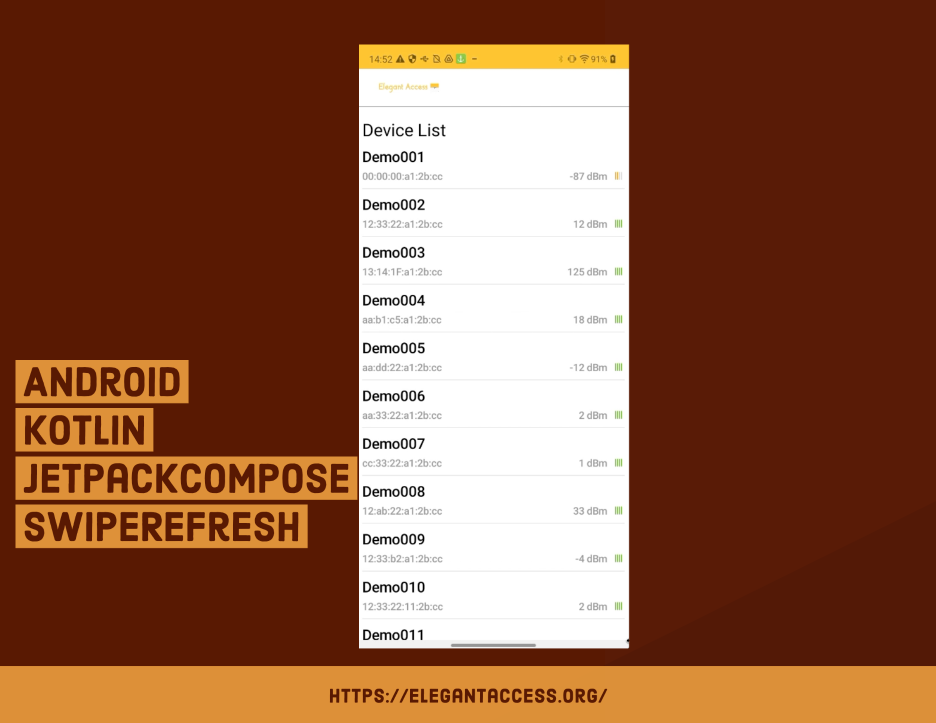 14:52
91%
Elegant Access
Device List
Demo001
00:00:00:a1:2b:cc -87 dBm
Demo002
12:33:22:a1:2b:cc 12 dBm
Demo003
13:14:1F:a1:2b:cc 125 dBm
Demo004
aa:b1:c5:a1:2b:cc 18 dBm
Demo005
aa:dd:22:a1:2b:cc -12 dBm
Demo006
aa:33:22:a1:2b:cc 2 dBm
Demo007
cc:33:22:a1:2b:cc 1 dBm
Demo008
12:ab:22:a1:2b:cc 33 dBm
Demo009
12:33:b2:a1:2b:cc -4 dBm
Demo010
12:33:22:11:2b:cc 2 dBm
Demo011
ANDROID
KOTLIN
JETPACKCOMPOSE
SWIPEREFRESH
HTTPS://ELEGANTACCESS.ORG/